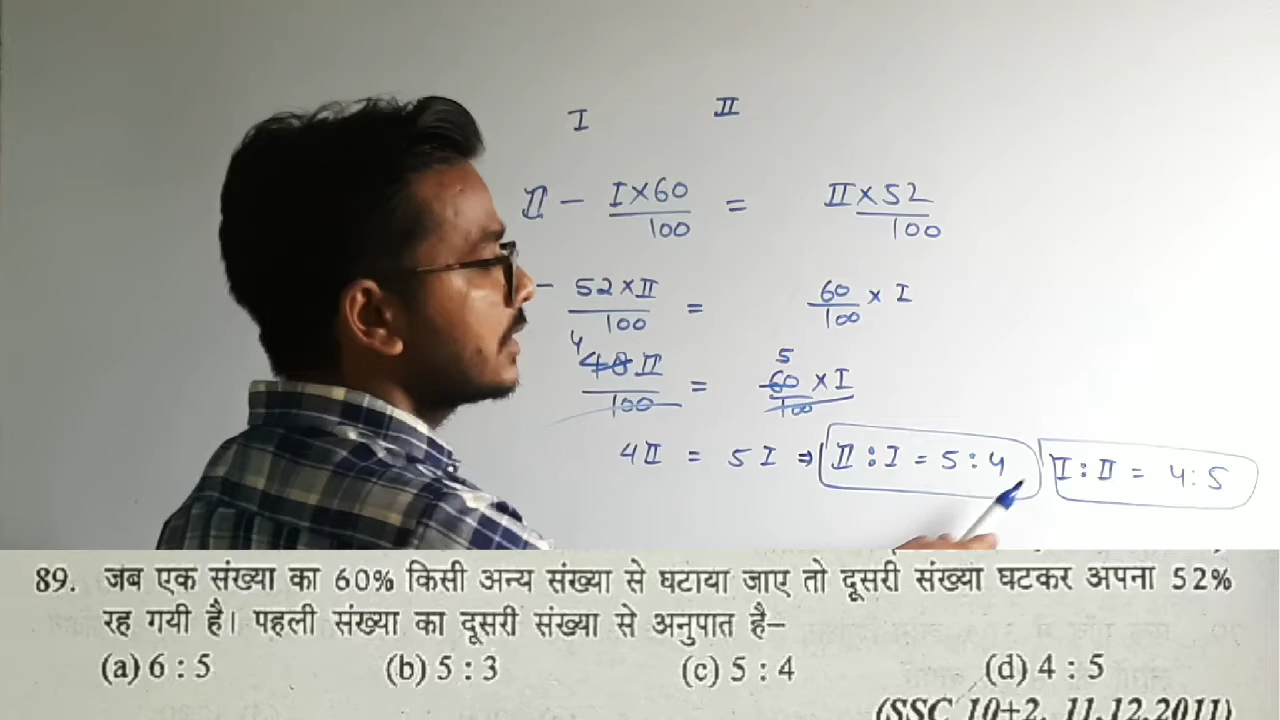 I II
II - I×60/100 = II×52/100
- 52×II/100 = 60/100 × I
4 48 II/100 = 5 60/100 × I
4II = 5I ⇒ II : I = 5 : 4 I : II = 4 : 5
89. जब एक संख्या का 60% किसी अन्य संख्या से घटाया जाए तो दूसरी संख्या घटकर अपना 52%
रह गयी है। पहली संख्या का दूसरी संख्या से अनुपात है–
(a) 6 : 5 (b) 5 : 3 (c) 5 : 4 (d) 4 : 5
(SSC 10+2, 11.12.2011)